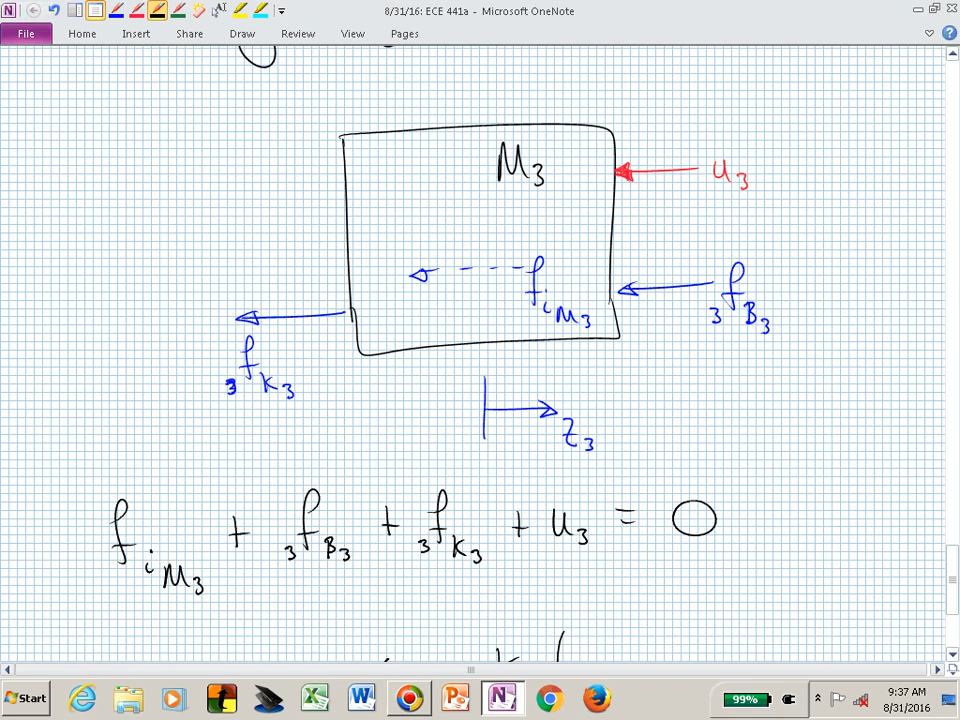 8/31/16: ECE 441a - Microsoft OneNote
File Home Insert Share Draw Review View Pages
M3
u3
fiM3
3fB3
3fK3
z3
fiM3 + 3fB3 + 3fK3 + u3 = 0
Start
99%
9:37 AM
8/31/2016